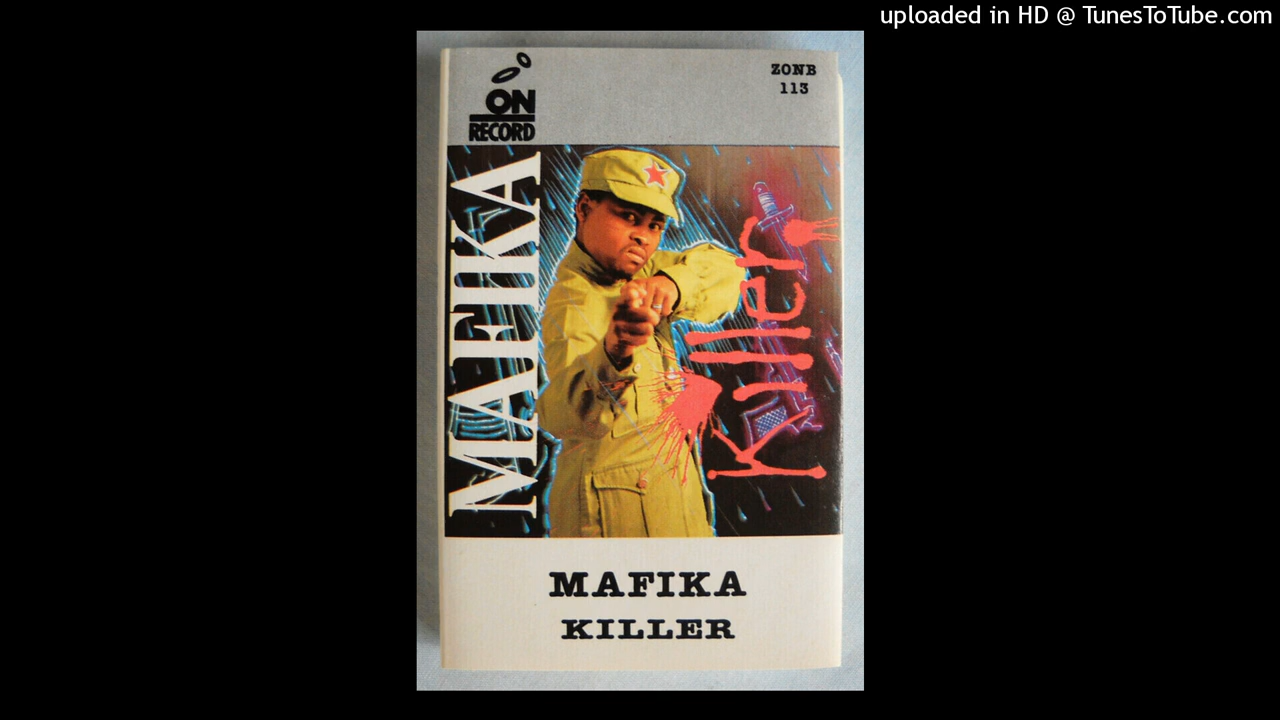 uploaded in HD @ TunesToTube.com
ON
RECORD
ZONB
113
MAFIKA
Killer
MAFIKA
KILLER